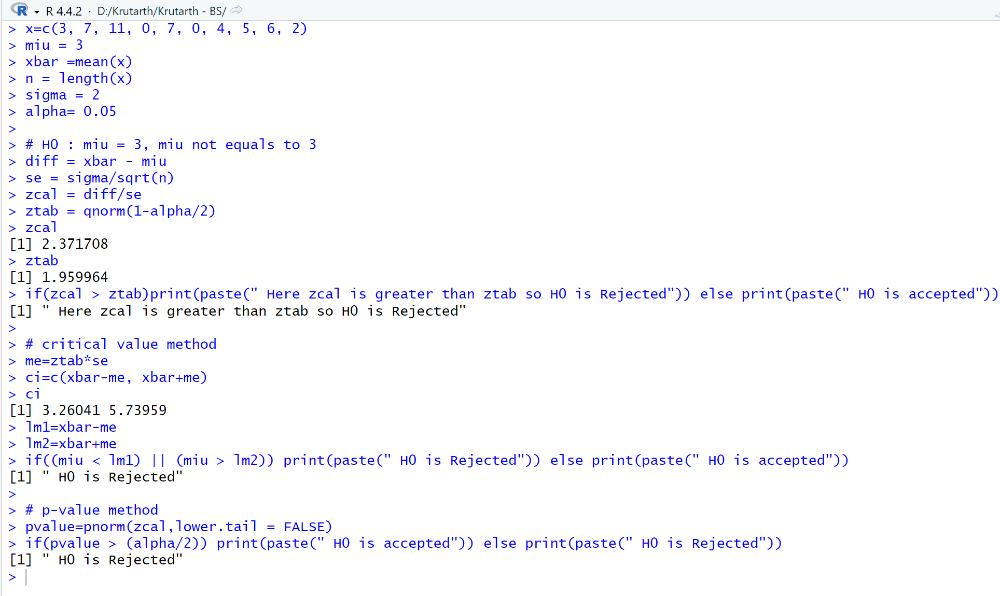 R R 4.4.2 · D:/Krutarth/Krutarth - BS/
> x=c(3, 7, 11, 0, 7, 0, 4, 5, 6, 2)
> miu = 3
> xbar =mean(x)
> n = length(x)
> sigma = 2
> alpha= 0.05
>
> # H0 : miu = 3, miu not equals to 3
> diff = xbar - miu
> se = sigma/sqrt(n)
> zcal = diff/se
> ztab = qnorm(1-alpha/2)
> zcal
[1] 2.371708
> ztab
[1] 1.959964
> if(zcal > ztab)print(paste(" Here zcal is greater than ztab so H0 is Rejected")) else print(paste(" H0 is accepted"))
[1] " Here zcal is greater than ztab so H0 is Rejected"
>
> # critical value method
> me=ztab*se
> ci=c(xbar-me, xbar+me)
> ci
[1] 3.26041 5.73959
> lm1=xbar-me
> lm2=xbar+me
> if((miu < lm1) || (miu > lm2)) print(paste(" H0 is Rejected")) else print(paste(" H0 is accepted"))
[1] " H0 is Rejected"
>
> # p-value method
> pvalue=pnorm(zcal,lower.tail = FALSE)
> if(pvalue > (alpha/2)) print(paste(" H0 is accepted")) else print(paste(" H0 is Rejected"))
[1] " H0 is Rejected"
>